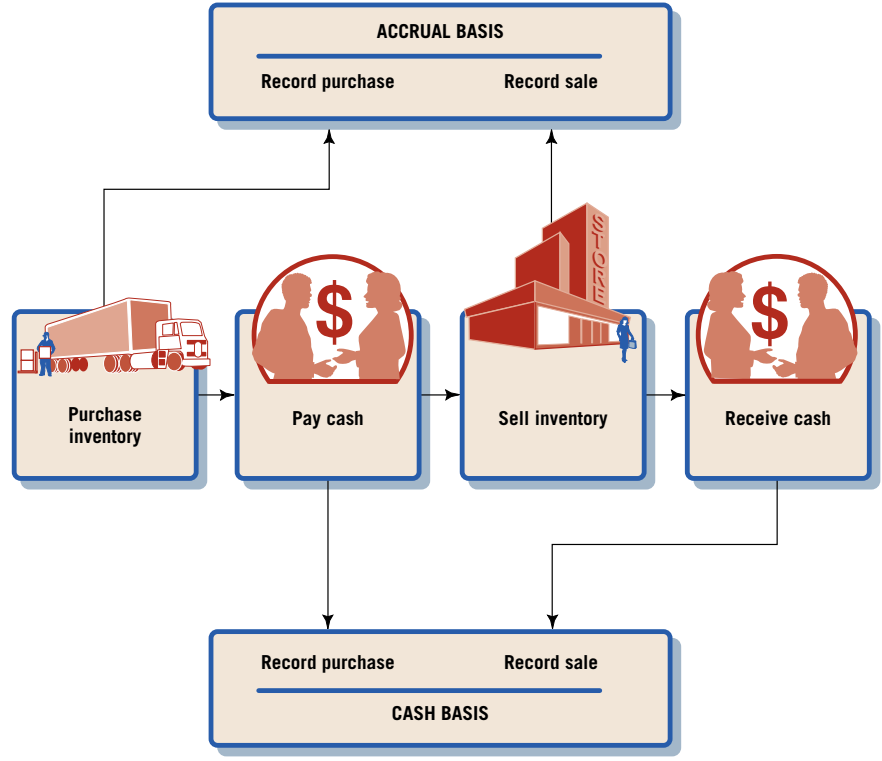 ACCRUAL BASIS
Record purchase Record sale
STORE
$ $
Purchase
inventory
Pay cash
Sell inventory
Receive cash
Record purchase Record sale
CASH BASIS